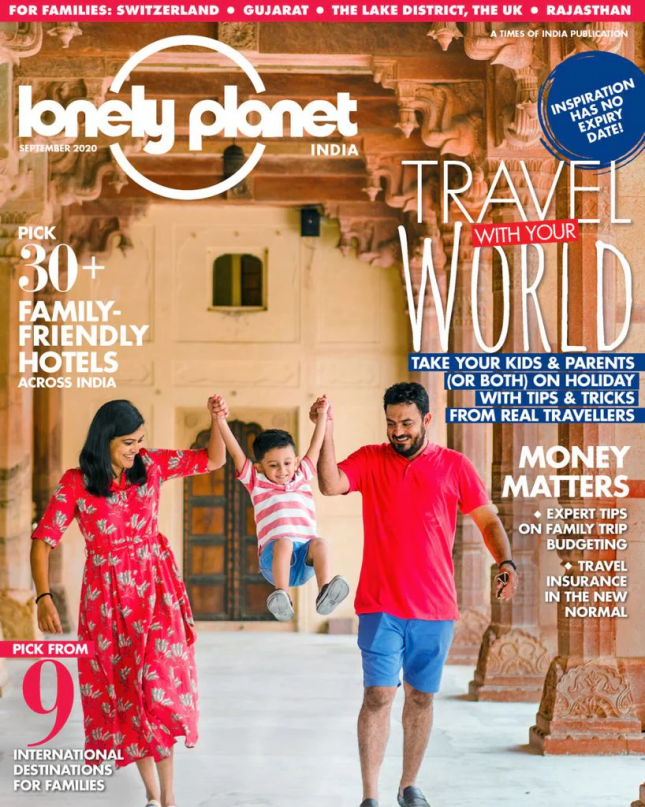 FOR FAMILIES: SWITZERLAND • GUJARAT • THE LAKE DISTRICT, THE UK • RAJASTHAN
A TIMES OF INDIA PUBLICATION
lonely planet
SEPTEMBER 2020
INDIA
INSPIRATION
HAS NO
EXPIRY
DATE!
TRAVEL
WITH YOUR
WORLD
TAKE YOUR KIDS & PARENTS
(OR BOTH) ON HOLIDAY
WITH TIPS & TRICKS
FROM REAL TRAVELLERS
PICK
30+
FAMILY-
FRIENDLY
HOTELS
ACROSS INDIA
MONEY
MATTERS
◆ EXPERT TIPS
ON FAMILY TRIP
BUDGETING
◆ TRAVEL
INSURANCE
IN THE NEW
NORMAL
PICK FROM
9
INTERNATIONAL
DESTINATIONS
FOR FAMILIES